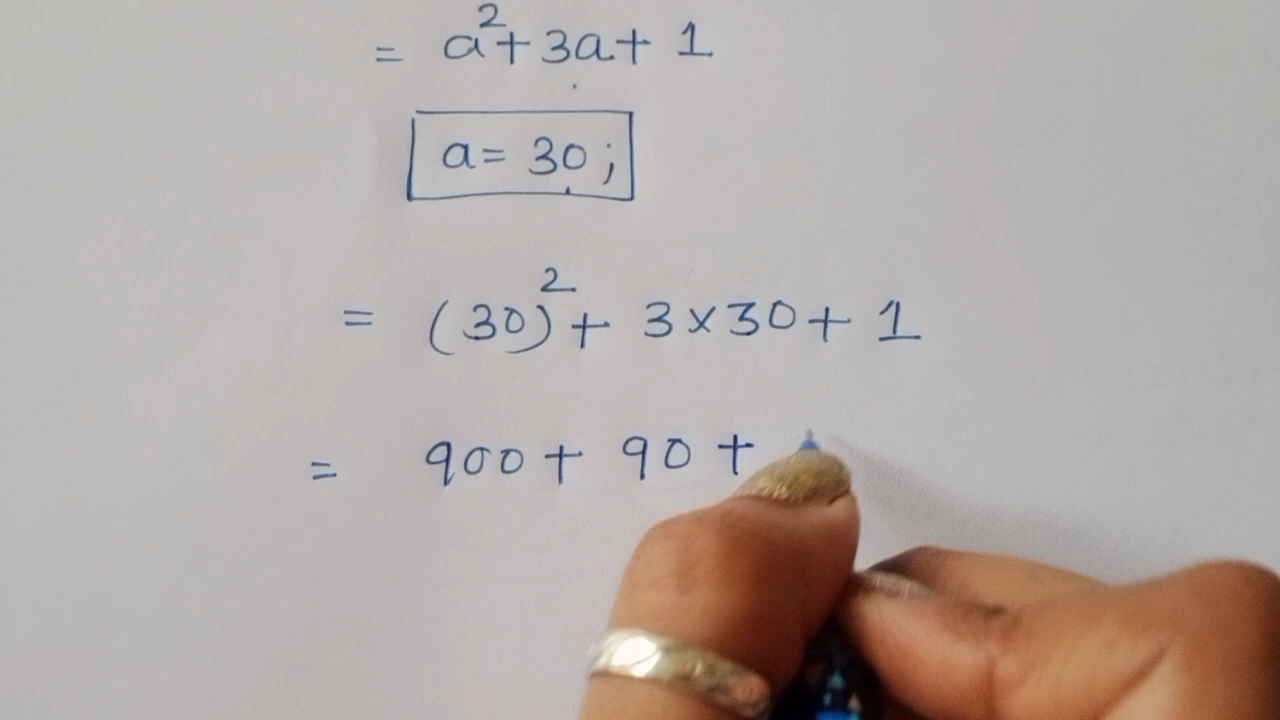 = a²+3a+ 1
a= 30 ;
= (30)²+ 3×30+ 1
= 900+ 90+